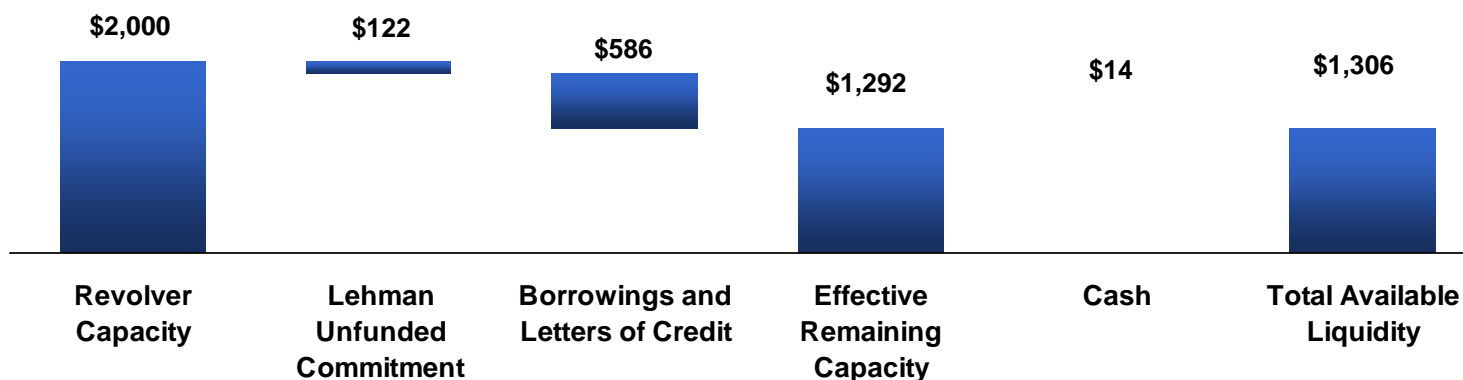 $2,000
$122
$586
$1,292
$14
$1,306
Revolver
Capacity
Lehman
Unfunded
Commitment
Borrowings and
Letters of Credit
Effective
Remaining
Capacity
Cash
Total Available
Liquidity